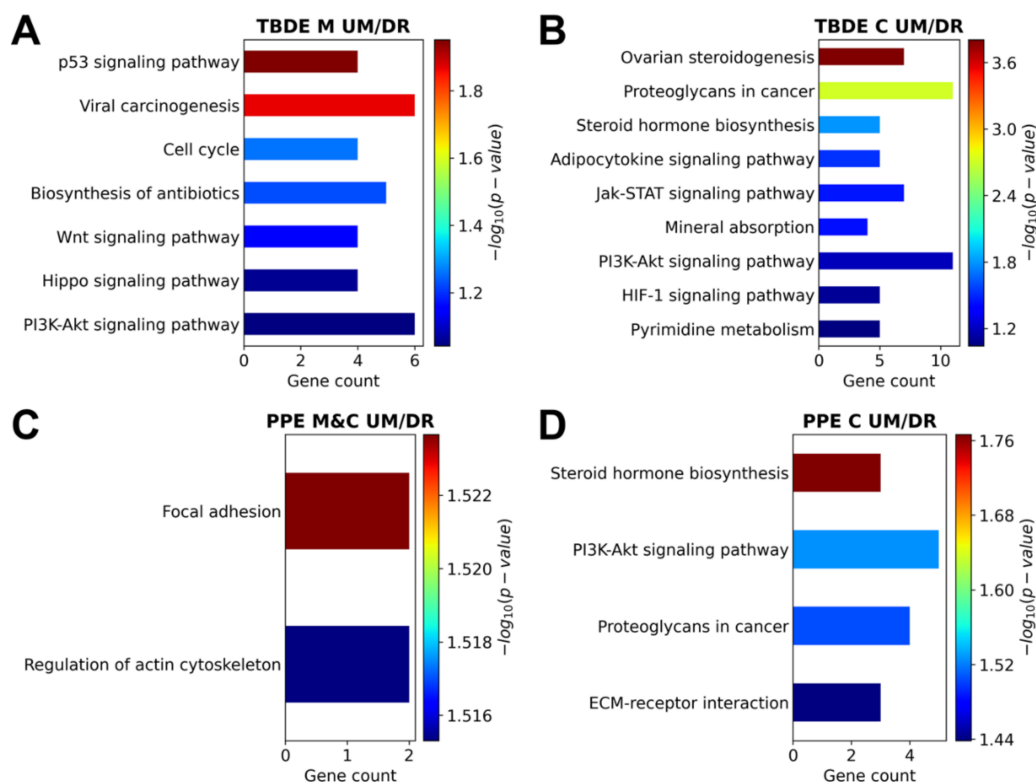 A
TBDE M UM/DR
p53 signaling pathway
Viral carcinogenesis
Cell cycle
Biosynthesis of antibiotics
Wnt signaling pathway
Hippo signaling pathway
PI3K-Akt signaling pathway
0 2 4 6
Gene count
1.8
1.6
1.4
1.2
−log10(p − value)
B
TBDE C UM/DR
Ovarian steroidogenesis
Proteoglycans in cancer
Steroid hormone biosynthesis
Adipocytokine signaling pathway
Jak-STAT signaling pathway
Mineral absorption
PI3K-Akt signaling pathway
HIF-1 signaling pathway
Pyrimidine metabolism
0 5 10
Gene count
3.6
3.0
2.4
1.8
1.2
−log10(p − value)
C
PPE M&C UM/DR
Focal adhesion
Regulation of actin cytoskeleton
0 1 2
Gene count
1.522
1.520
1.518
1.516
−log10(p − value)
D
PPE C UM/DR
Steroid hormone biosynthesis
PI3K-Akt signaling pathway
Proteoglycans in cancer
ECM-receptor interaction
0 2 4
Gene count
1.76
1.68
1.60
1.52
1.44
−log10(p − value)